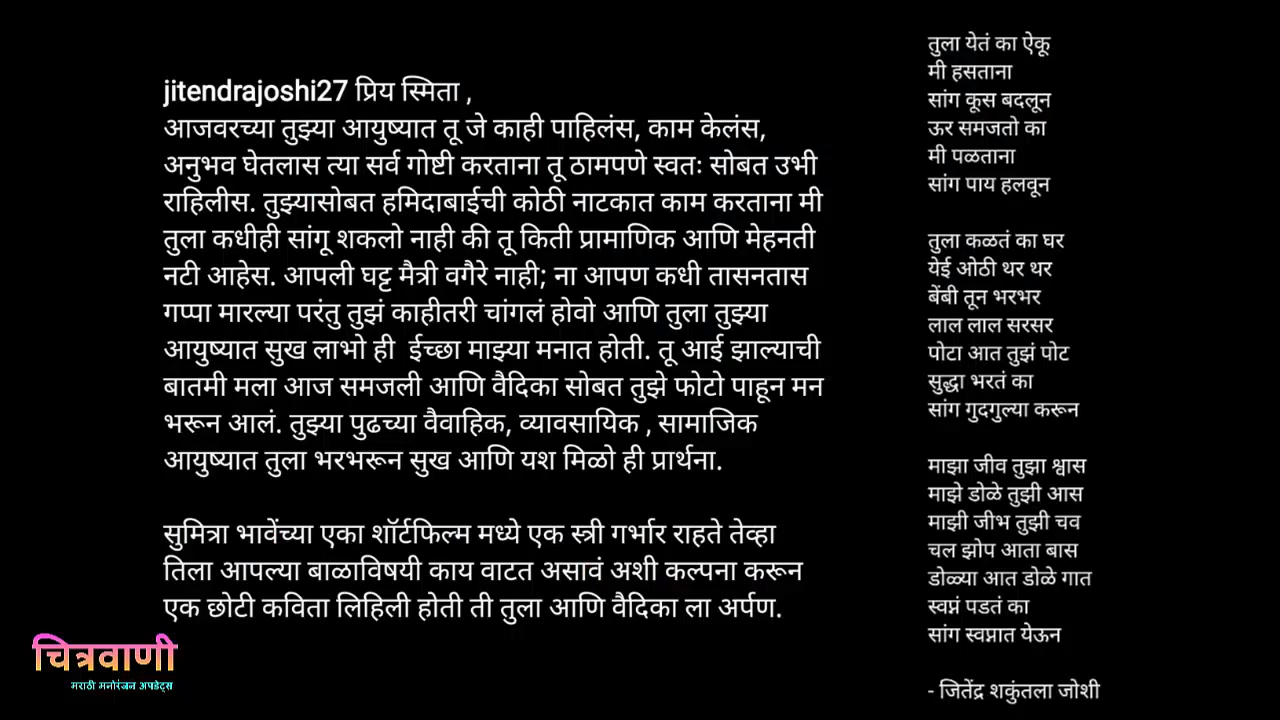 jitendrajoshi27 प्रिय स्मिता ,
आजवरच्या तुझ्या आयुष्यात तू जे काही पाहिलंस, काम केलंस,
अनुभव घेतलास त्या सर्व गोष्टी करताना तू ठामपणे स्वतः सोबत उभी
राहिलीस. तुझ्यासोबत हमिदाबाईची कोठी नाटकात काम करताना मी
तुला कधीही सांगू शकलो नाही की तू किती प्रामाणिक आणि मेहनती
नटी आहेस. आपली घट्ट मैत्री वगैरे नाही; ना आपण कधी तासनतास
गप्पा मारल्या परंतु तुझं काहीतरी चांगलं होवो आणि तुला तुझ्या
आयुष्यात सुख लाभो ही ईच्छा माझ्या मनात होती. तू आई झाल्याची
बातमी मला आज समजली आणि वैदिका सोबत तुझे फोटो पाहून मन
भरून आलं. तुझ्या पुढच्या वैवाहिक, व्यावसायिक , सामाजिक
आयुष्यात तुला भरभरून सुख आणि यश मिळो ही प्रार्थना.

सुमित्रा भावेंच्या एका शॉर्टफिल्म मध्ये एक स्त्री गर्भार राहते तेव्हा
तिला आपल्या बाळाविषयी काय वाटत असावं अशी कल्पना करून
एक छोटी कविता लिहिली होती ती तुला आणि वैदिका ला अर्पण.

तुला येतं का ऐकू
मी हसताना
सांग कूस बदलून
ऊर समजतो का
मी पळताना
सांग पाय हलवून

तुला कळतं का घर
येई ओठी थर थर
बेंबी तून भरभर
लाल लाल सरसर
पोटा आत तुझं पोट
सुद्धा भरतं का
सांग गुदगुल्या करून

माझा जीव तुझा श्वास
माझे डोळे तुझी आस
माझी जीभ तुझी चव
चल झोप आता बास
डोळ्या आत डोळे गात
स्वप्नं पडतं का
सांग स्वप्नात येऊन

- जितेंद्र शकुंतला जोशी

चित्रवाणी
मराठी मनोरंजन अपडेट्स